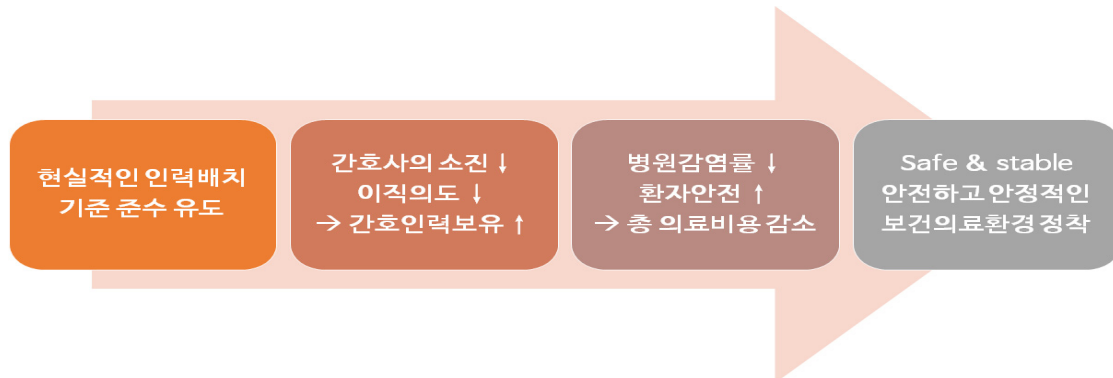 현실적인 인력배치
기준 준수 유도
간호사의 소진 ↓
이직의도 ↓
→ 간호인력보유 ↑
병원감염률 ↓
환자안전 ↑
→ 총 의료비용 감소
Safe & stable
안전하고 안정적인
보건의료환경 정착